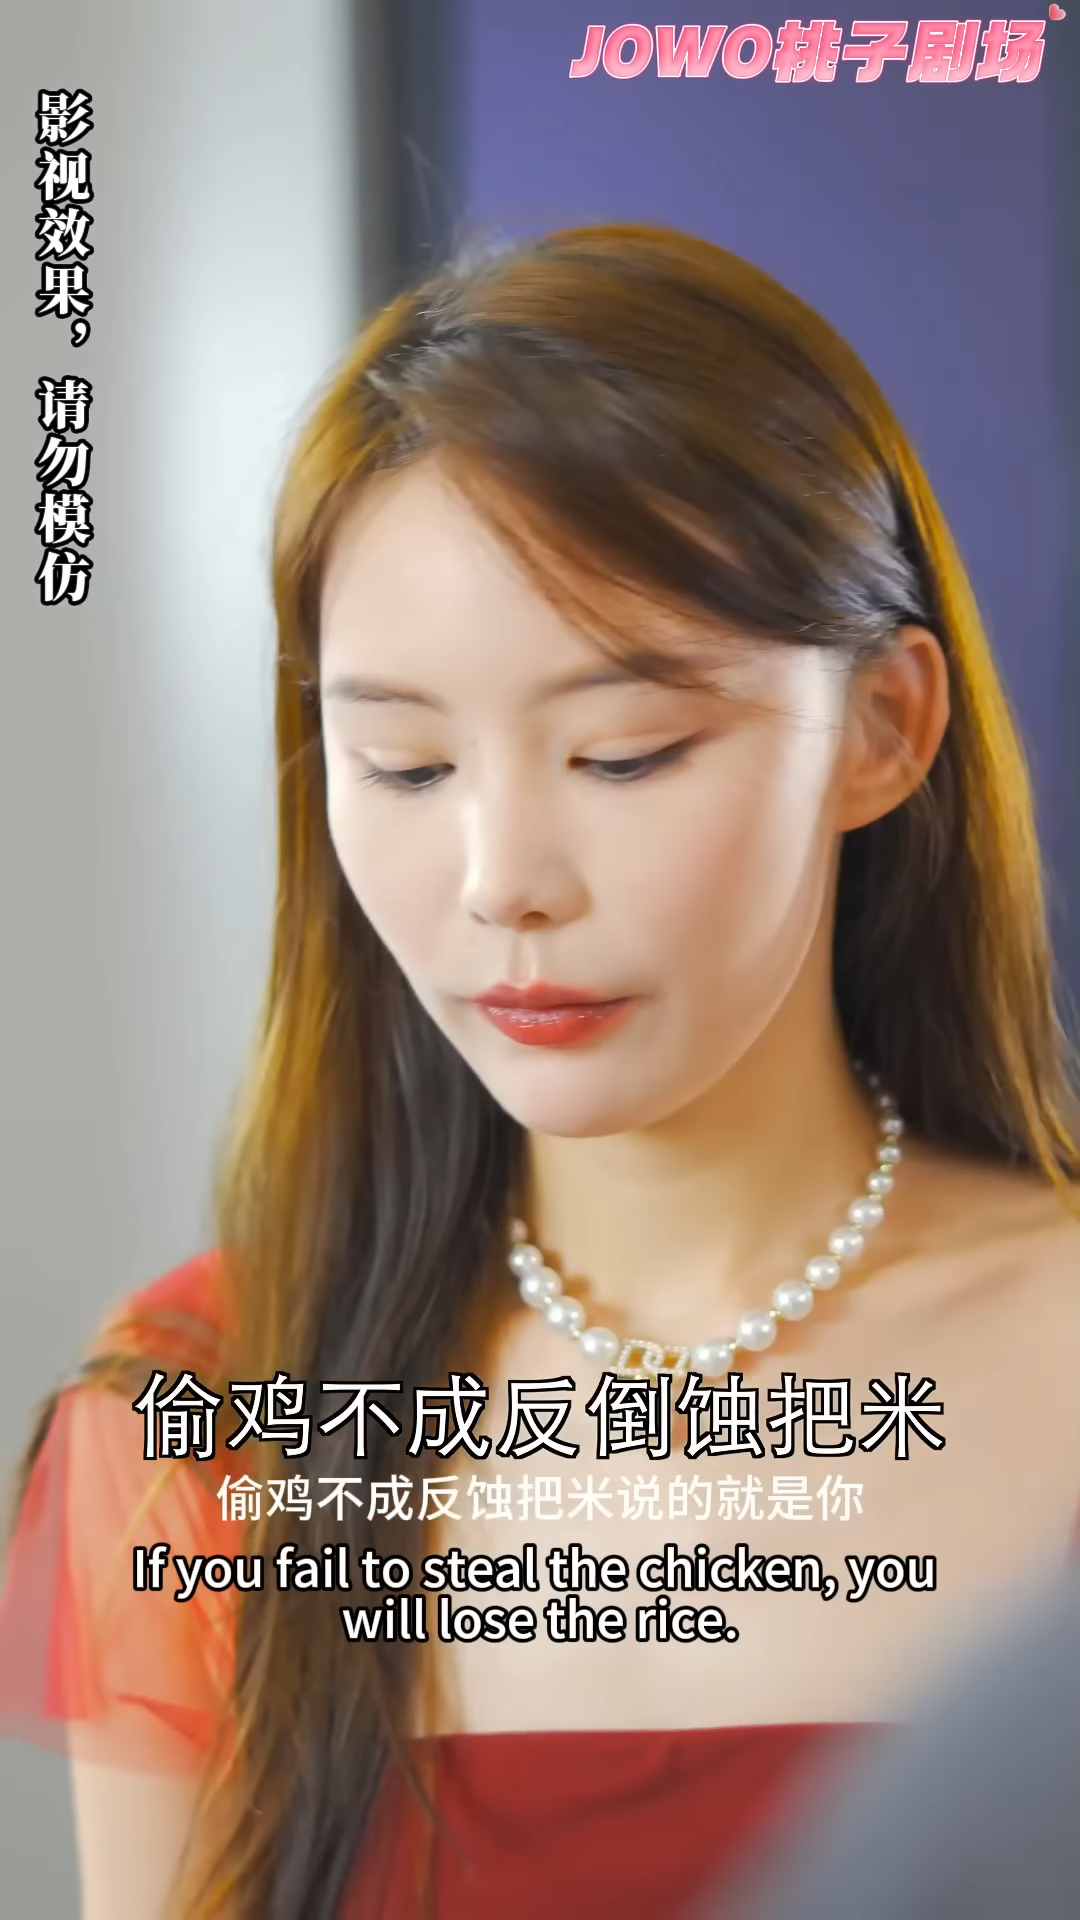 JOWO桃子剧场
影视效果，请勿模仿
偷鸡不成反倒蚀把米
偷鸡不成反蚀把米说的就是你
If you fail to steal the chicken, you
will lose the rice.